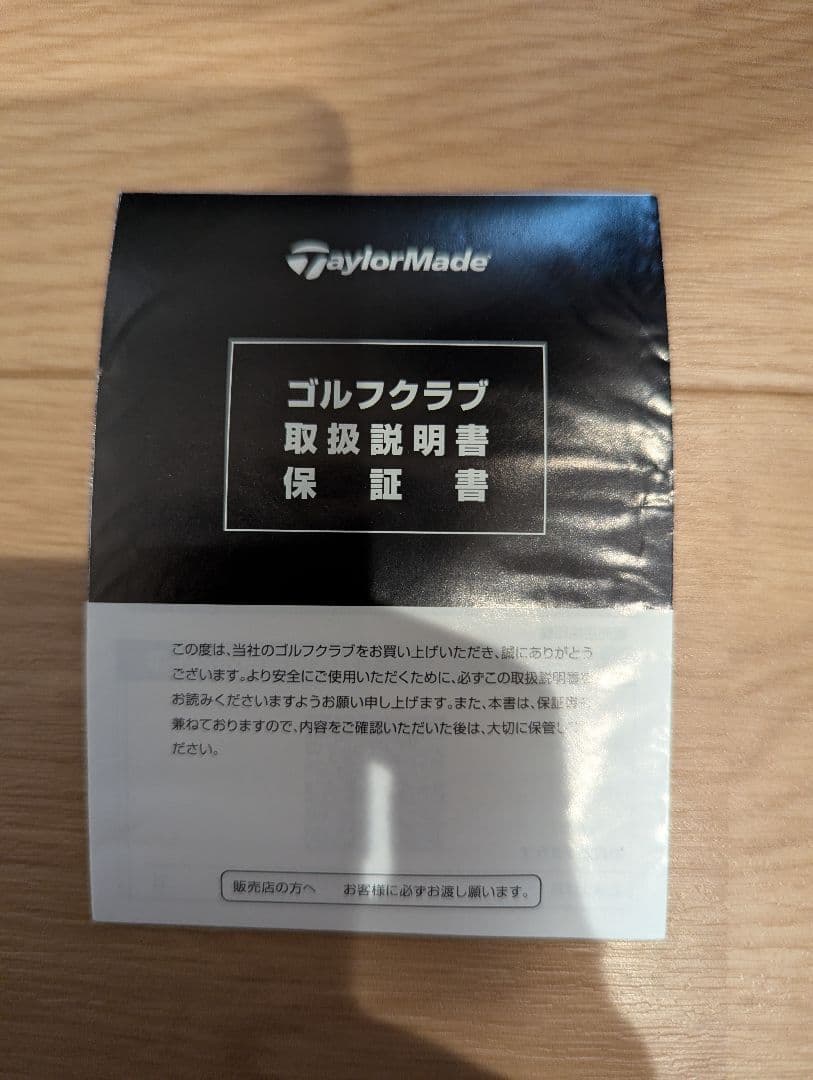 TaylorMade
ゴルフクラブ
取扱説明書
保証書
この度は、当社のゴルフクラブをお買い上げいただき、誠にありがとう
ございます。より安全にご使用いただくために、必ずこの取扱説明書を
お読みくださいますようお願い申し上げます。また、本書は、保証書も
兼ねておりますので、内容をご確認いただいた後は、大切に保管して
ださい。
販売店の方へ お客様に必ずお渡し願います。